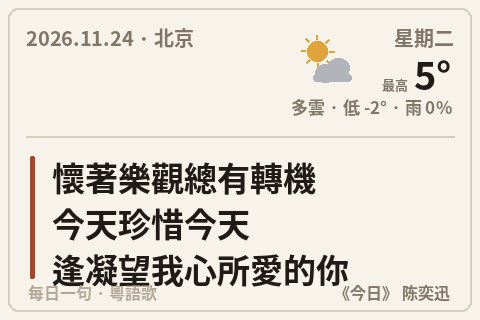 2026.11.24 · 北京
星期二
最高 5°
多雲 · 低 -2° · 雨 0%
懷著樂觀總有轉機
今天珍惜今天
逢凝望我心所愛的你
每日一句 · 粵語歌
《今日》 陈奕迅